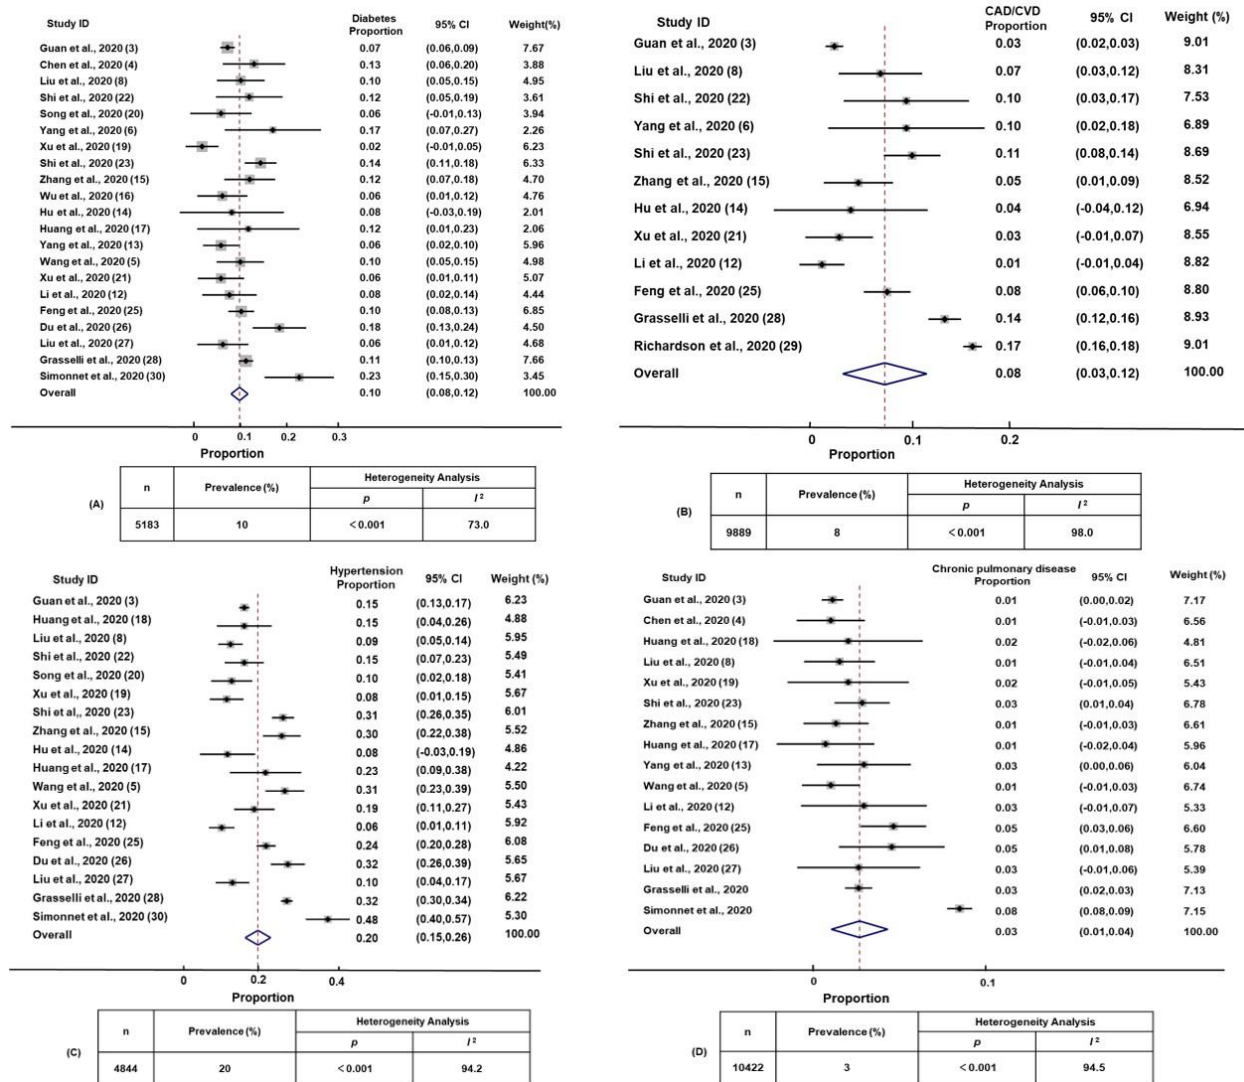 Study ID Diabetes Proportion 95% CI Weight(%)
Guan et al., 2020 (3) 0.07 (0.06,0.09) 7.67
Chen et al., 2020 (4) 0.13 (0.06,0.20) 3.88
Liu et al., 2020 (8) 0.10 (0.05,0.15) 4.95
Shi et al., 2020 (22) 0.12 (0.05,0.19) 3.61
Song et al., 2020 (20) 0.06 (-0.01,0.13) 3.94
Yang et al., 2020 (6) 0.17 (0.07,0.27) 2.26
Xu et al., 2020 (19) 0.02 (-0.01,0.05) 6.23
Shi et al., 2020 (23) 0.14 (0.11,0.18) 6.33
Zhang et al., 2020 (15) 0.12 (0.07,0.18) 4.70
Wu et al., 2020 (16) 0.06 (0.01,0.12) 4.76
Hu et al., 2020 (14) 0.08 (-0.03,0.19) 2.01
Huang et al., 2020 (17) 0.12 (0.01,0.23) 2.06
Yang et al., 2020 (13) 0.06 (0.02,0.10) 5.96
Wang et al., 2020 (5) 0.10 (0.05,0.15) 4.98
Xu et al., 2020 (21) 0.06 (0.01,0.11) 5.07
Li et al., 2020 (12) 0.08 (0.02,0.14) 4.44
Feng et al., 2020 (25) 0.10 (0.08,0.13) 6.85
Du et al., 2020 (26) 0.18 (0.13,0.24) 4.50
Liu et al., 2020 (27) 0.06 (0.01,0.12) 4.68
Grasselli et al., 2020 (28) 0.11 (0.10,0.13) 7.66
Simonnet et al., 2020 (30) 0.23 (0.15,0.30) 3.45
Overall 0.10 (0.08,0.12) 100.00
0 0.1 0.2 0.3
Proportion
n Prevalence (%) Heterogeneity Analysis
p I²
(A)
5183 10 <0.001 73.0
Study ID CAD/CVD Proportion 95% CI Weight (%)
Guan et al., 2020 (3) 0.03 (0.02,0.03) 9.01
Liu et al., 2020 (8) 0.07 (0.03,0.12) 8.31
Shi et al., 2020 (22) 0.10 (0.03,0.17) 7.53
Yang et al., 2020 (6) 0.10 (0.02,0.18) 6.89
Shi et al., 2020 (23) 0.11 (0.08,0.14) 8.69
Zhang et al., 2020 (15) 0.05 (0.01,0.09) 8.52
Hu et al., 2020 (14) 0.04 (-0.04,0.12) 6.94
Xu et al., 2020 (21) 0.03 (-0.01,0.07) 8.55
Li et al., 2020 (12) 0.01 (-0.01,0.04) 8.82
Feng et al., 2020 (25) 0.08 (0.06,0.10) 8.80
Grasselli et al., 2020 (28) 0.14 (0.12,0.16) 8.93
Richardson et al., 2020 (29) 0.17 (0.16,0.18) 9.01
Overall 0.08 (0.03,0.12) 100.00
0 0.1 0.2
Proportion
n Prevalence (%) Heterogeneity Analysis
p I²
(B)
9889 8 <0.001 98.0
Study ID Hypertension Proportion 95% CI Weight (%)
Guan et al., 2020 (3) 0.15 (0.13,0.17) 6.23
Huang et al., 2020 (18) 0.15 (0.04,0.26) 4.88
Liu et al., 2020 (8) 0.09 (0.05,0.14) 5.95
Shi et al., 2020 (22) 0.15 (0.07,0.23) 5.49
Song et al., 2020 (20) 0.10 (0.02,0.18) 5.41
Xu et al., 2020 (19) 0.08 (0.01,0.15) 5.67
Shi et al,, 2020 (23) 0.31 (0.26,0.35) 6.01
Zhang et al., 2020 (15) 0.30 (0.22,0.38) 5.52
Hu et al., 2020 (14) 0.08 (-0.03,0.19) 4.86
Huang et al., 2020 (17) 0.23 (0.09,0.38) 4.22
Wang et al., 2020 (5) 0.31 (0.23,0.39) 5.50
Xu et al., 2020 (21) 0.19 (0.11,0.27) 5.43
Li et al., 2020 (12) 0.06 (0.01,0.11) 5.92
Feng et al., 2020 (25) 0.24 (0.20,0.28) 6.08
Du et al., 2020 (26) 0.32 (0.26,0.39) 5.65
Liu et al., 2020 (27) 0.10 (0.04,0.17) 5.67
Grasselli et al., 2020 (28) 0.32 (0.30,0.34) 6.22
Simonnet et al., 2020 (30) 0.48 (0.40,0.57) 5.30
Overall 0.20 (0.15,0.26) 100.00
0 0.2 0.4
Proportion
n Prevalence (%) Heterogeneity Analysis
p I²
(C)
4844 20 <0.001 94.2
Study ID Chronic pulmonary disease Proportion 95% CI Weight (%)
Guan et al., 2020 (3) 0.01 (0.00,0.02) 7.17
Chen et al., 2020 (4) 0.01 (-0.01,0.03) 6.56
Huang et al., 2020 (18) 0.02 (-0.02,0.06) 4.81
Liu et al., 2020 (8) 0.01 (-0.01,0.04) 6.51
Xu et al., 2020 (19) 0.02 (-0.01,0.05) 5.43
Shi et al., 2020 (23) 0.03 (0.01,0.04) 6.78
Zhang et al., 2020 (15) 0.01 (-0.01,0.03) 6.61
Huang et al., 2020 (17) 0.01 (-0.02,0.04) 5.96
Yang et al., 2020 (13) 0.03 (0.00,0.06) 6.04
Wang et al., 2020 (5) 0.01 (-0.01,0.03) 6.74
Li et al., 2020 (12) 0.03 (-0.01,0.07) 5.33
Feng et al., 2020 (25) 0.05 (0.03,0.06) 6.60
Du et al., 2020 (26) 0.05 (0.01,0.08) 5.78
Liu et al., 2020 (27) 0.03 (-0.01,0.06) 5.39
Grasselli et al., 2020 0.03 (0.02,0.03) 7.13
Simonnet et al., 2020 0.08 (0.08,0.09) 7.15
Overall 0.03 (0.01,0.04) 100.00
0 0.1
Proportion
n Prevalence (%) Heterogeneity Analysis
p I²
(D)
10422 3 <0.001 94.5